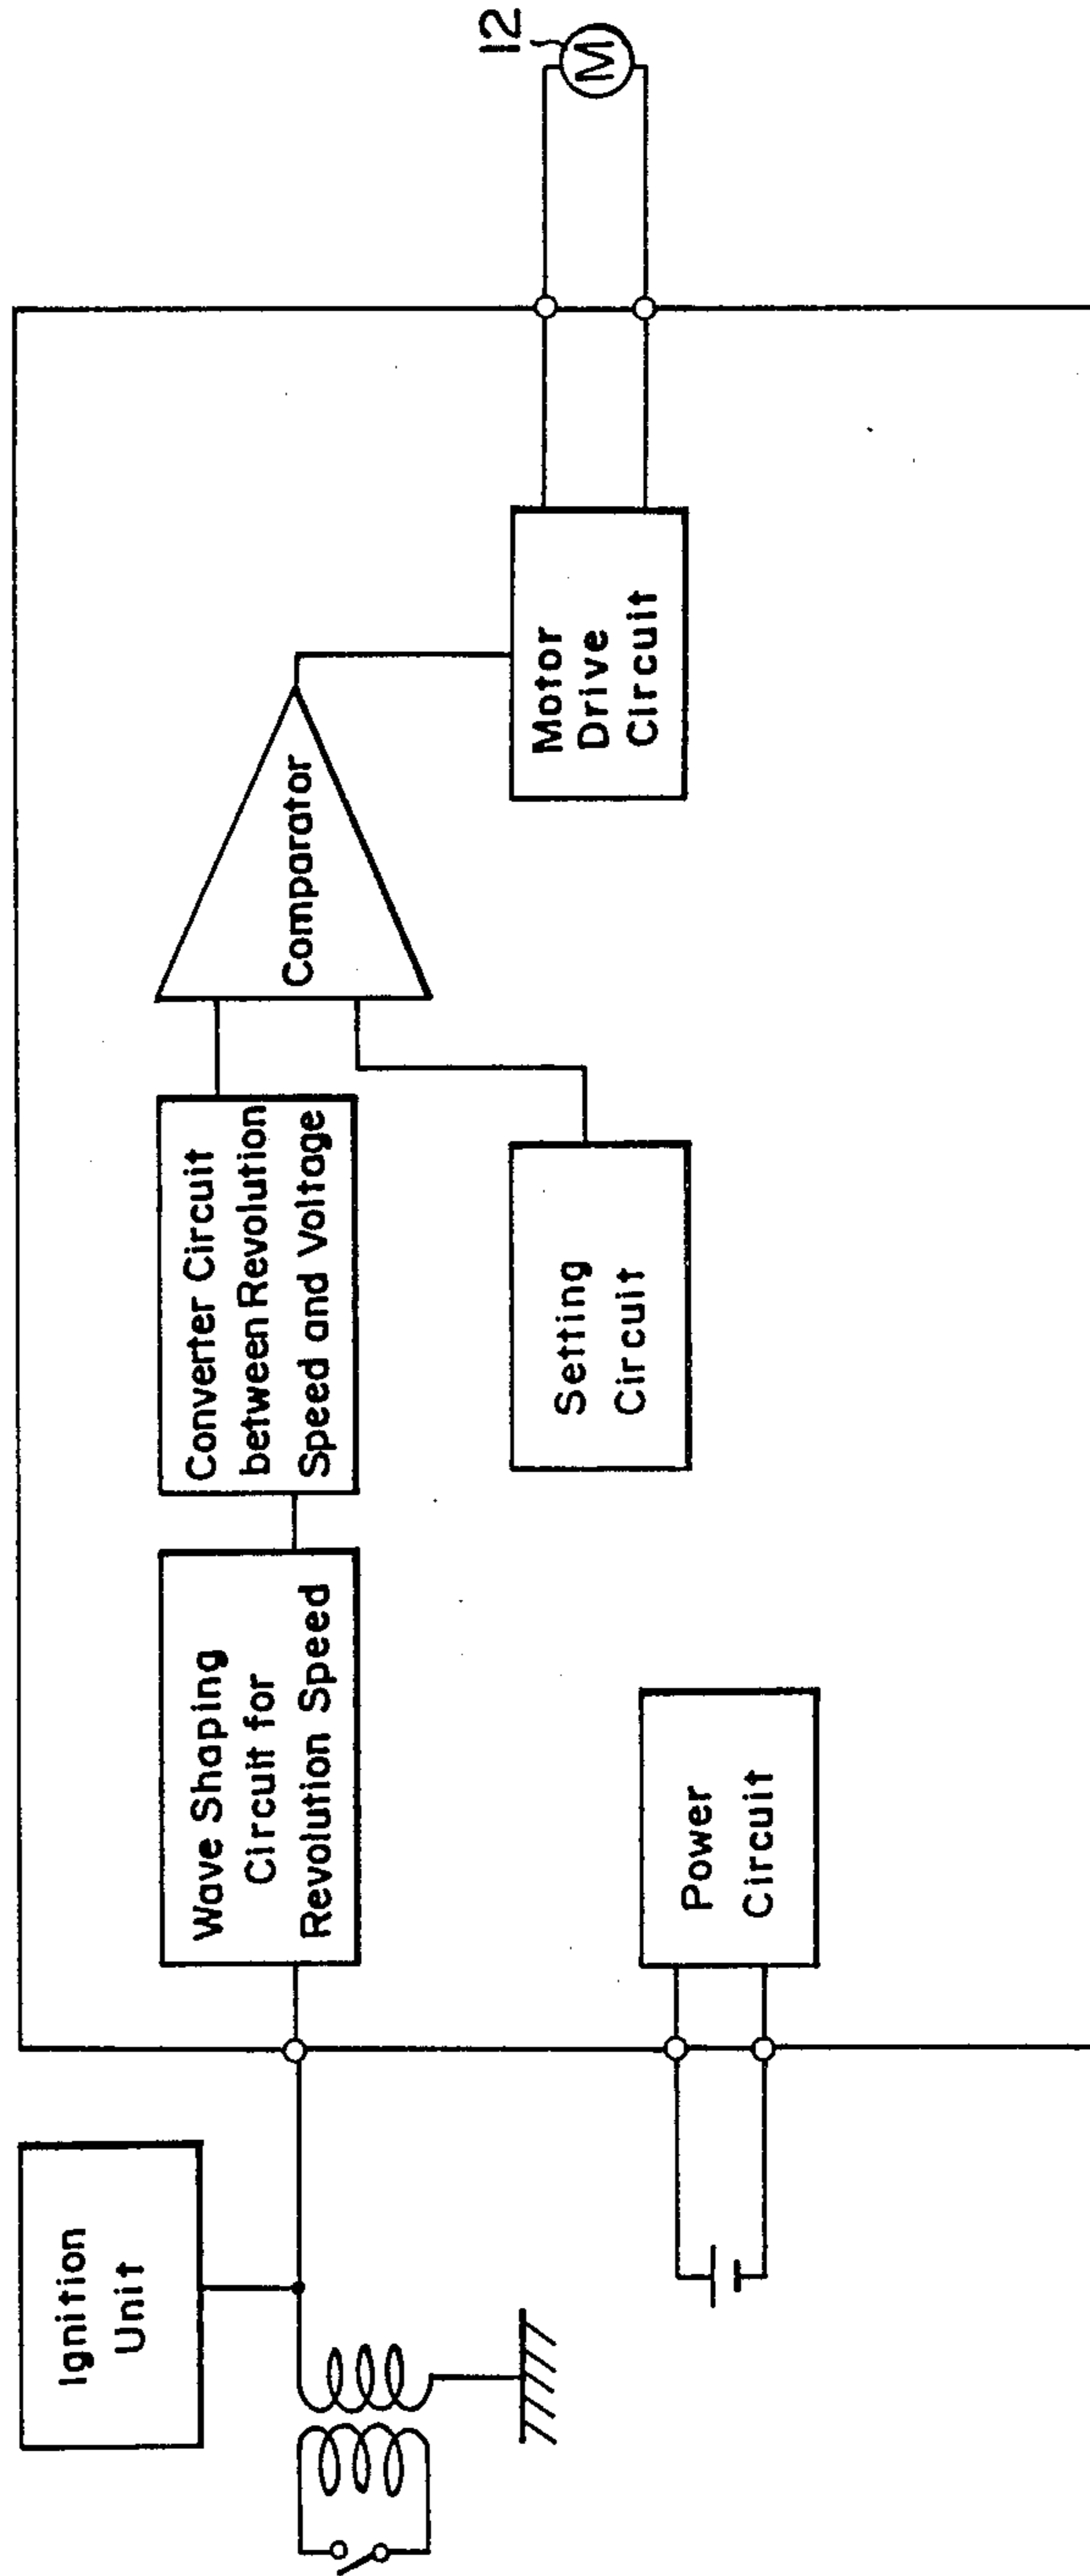 Ignition
Unit
Wave Shaping
Circuit for
Revolution Speed
Converter Circuit
between Revolution
Speed and Voltage
Comparator
Setting
Circuit
Motor
Drive
Circuit
Power
Circuit
12
M